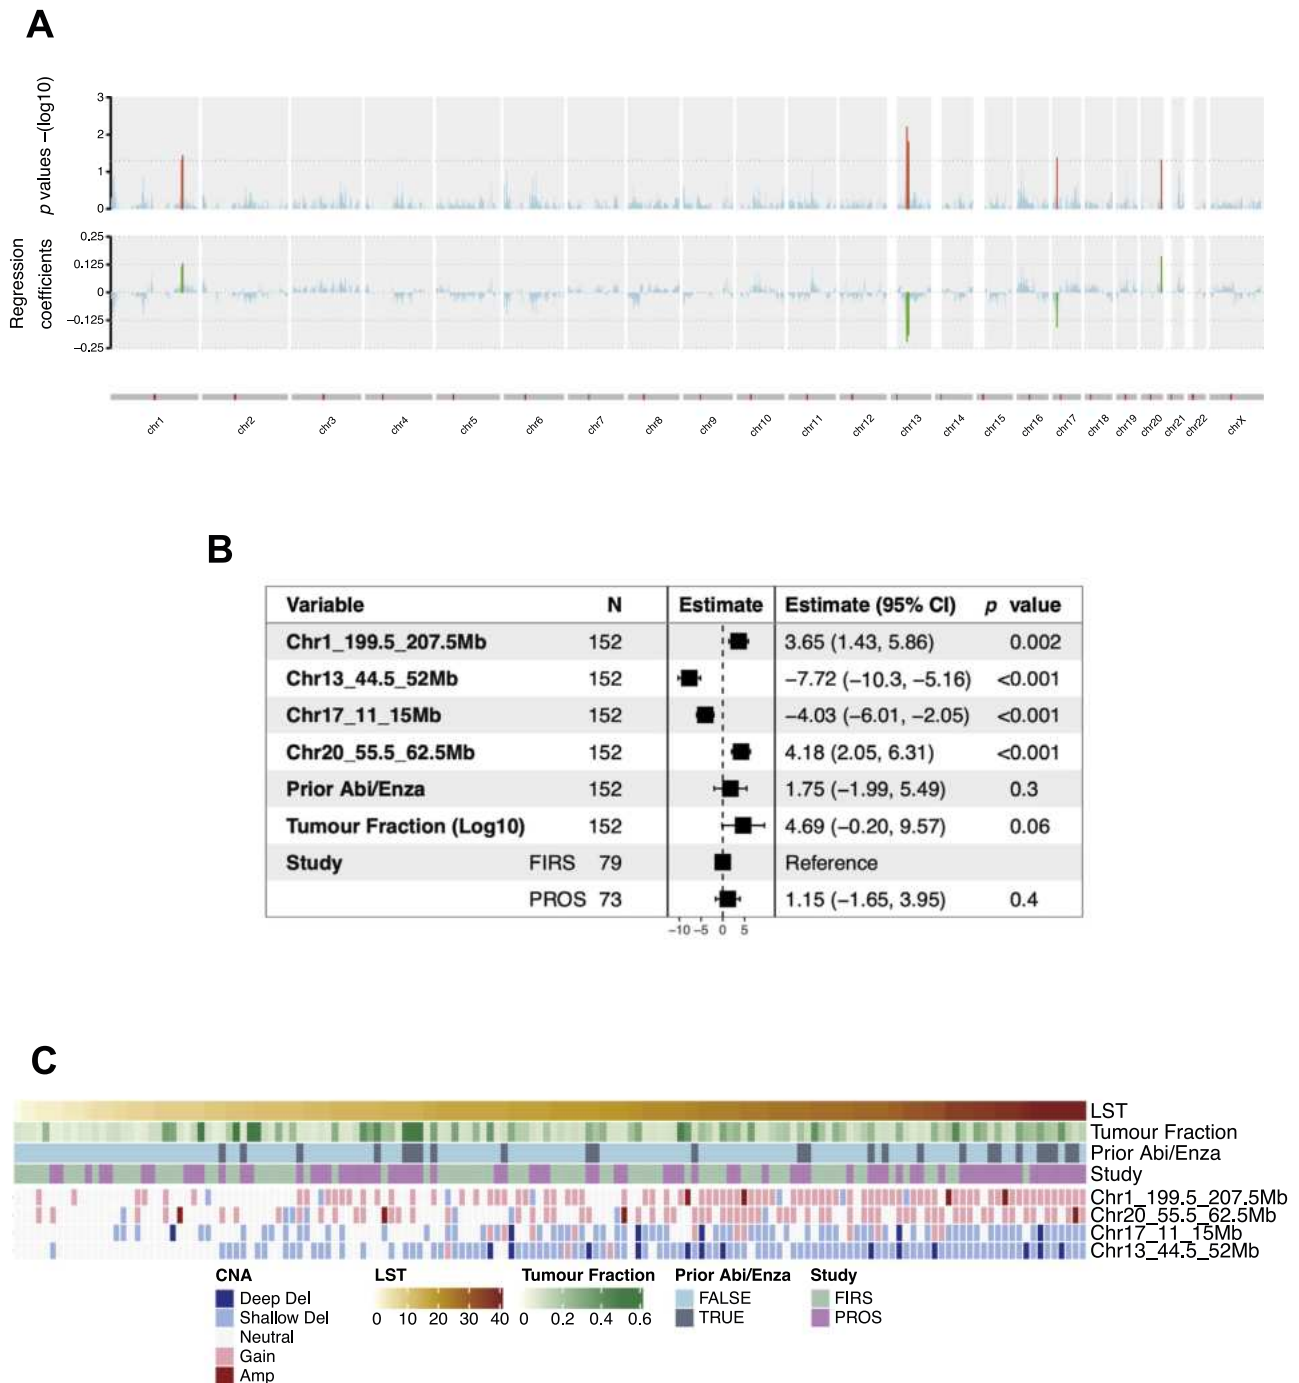 A
p values −(log10)
3
2
1
0
Regression
coefficients
0.25
0.125
0
−0.125
−0.25
chr1 chr2 chr3 chr4 chr5 chr6 chr7 chr8 chr9 chr10 chr11 chr12 chr13 chr14 chr15 chr16 chr17 chr18 chr19 chr20 chr21 chr22 chrX
B
Variable N Estimate Estimate (95% CI) p value
Chr1_199.5_207.5Mb 152 3.65 (1.43, 5.86) 0.002
Chr13_44.5_52Mb 152 −7.72 (−10.3, −5.16) <0.001
Chr17_11_15Mb 152 −4.03 (−6.01, −2.05) <0.001
Chr20_55.5_62.5Mb 152 4.18 (2.05, 6.31) <0.001
Prior Abi/Enza 152 1.75 (−1.99, 5.49) 0.3
Tumour Fraction (Log10) 152 4.69 (−0.20, 9.57) 0.06
Study FIRS 79 Reference
PROS 73 1.15 (−1.65, 3.95) 0.4
−10 −5 0 5
C
LST
Tumour Fraction
Prior Abi/Enza
Study
Chr1_199.5_207.5Mb
Chr20_55.5_62.5Mb
Chr17_11_15Mb
Chr13_44.5_52Mb
CNA LST Tumour Fraction Prior Abi/Enza Study
Deep Del FALSE FIRS
Shallow Del 0 10 20 30 40 0 0.2 0.4 0.6 TRUE PROS
Neutral
Gain
Amp